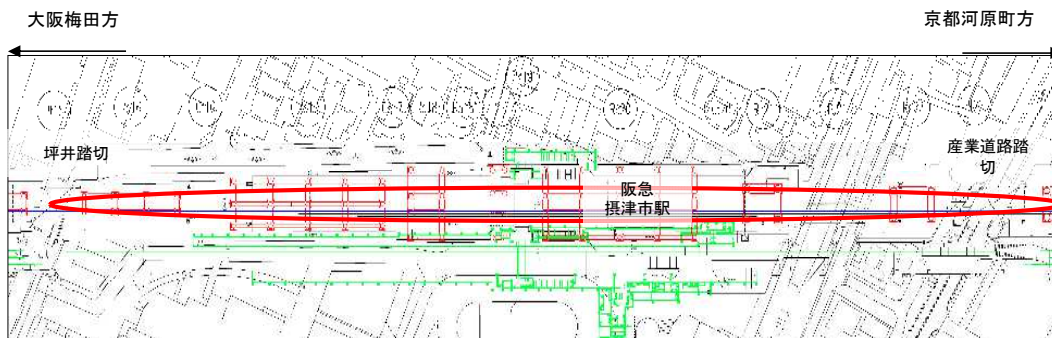 大阪梅田方
京都河原町方
坪井踏切
産業道路踏
切
阪急
摂津市駅